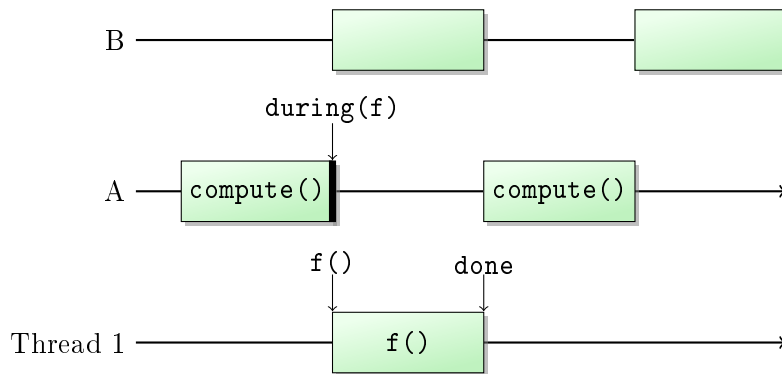 B
during(f)
A
compute()
compute()
f()
done
Thread 1
f()